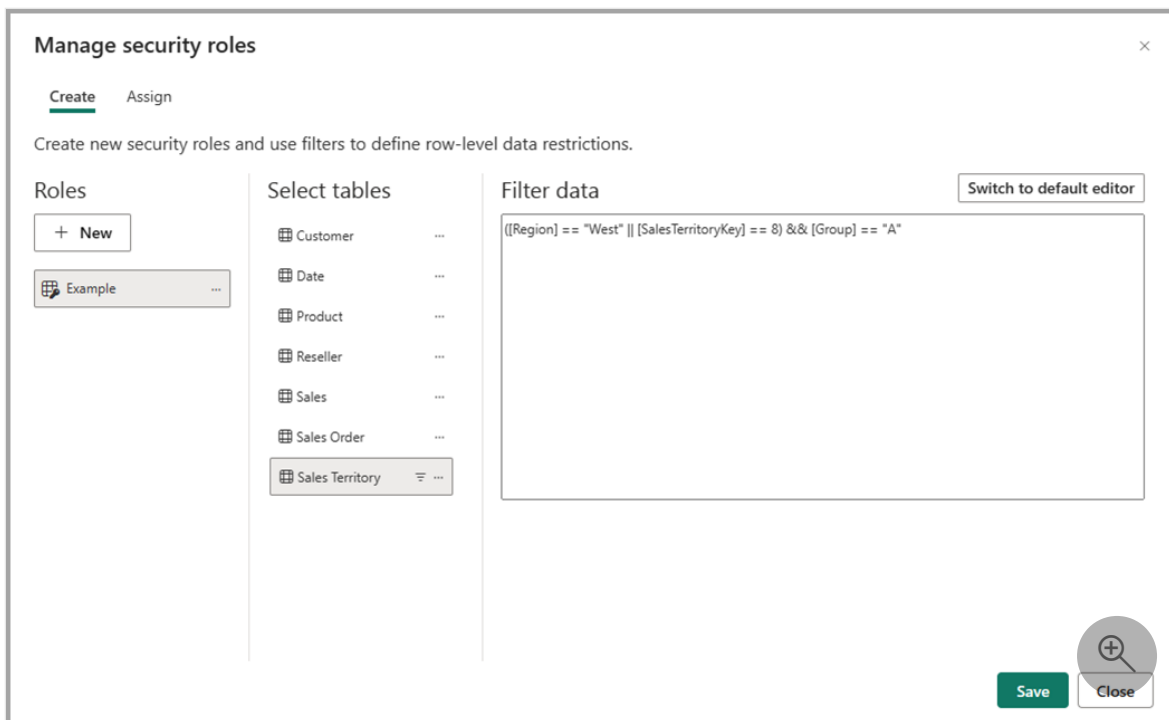 Manage security roles
Create Assign
Create new security roles and use filters to define row-level data restrictions.
Roles
+ New
Example
Select tables
Customer
Date
Product
Reseller
Sales
Sales Order
Sales Territory
Filter data
Switch to default editor
([Region] == "West" || [SalesTerritoryKey] == 8) && [Group] == "A"
Save Close